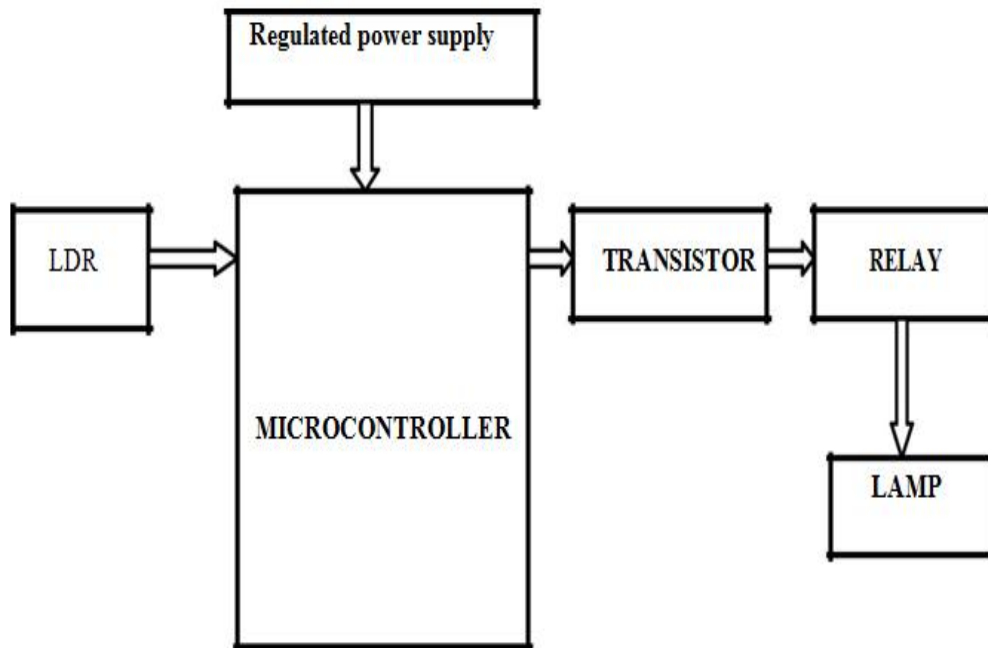 Regulated power supply
LDR
TRANSISTOR
RELAY
MICROCONTROLLER
LAMP